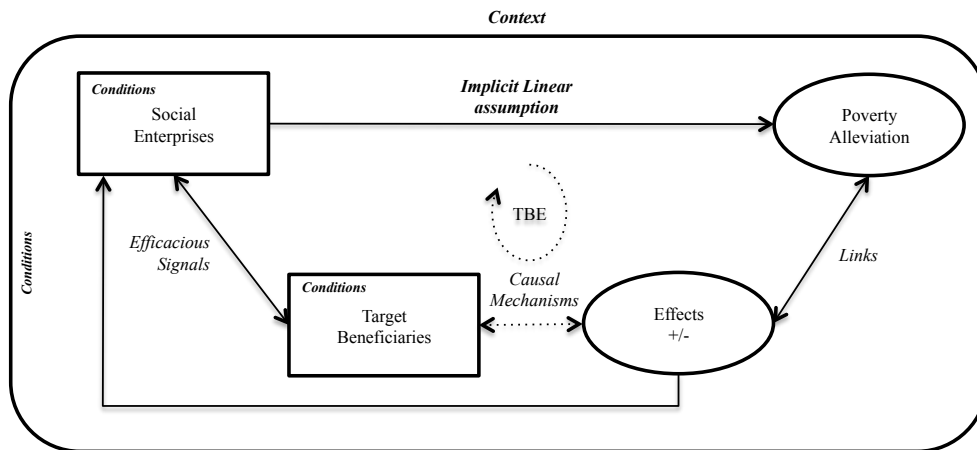 Context
Conditions
Social
Enterprises
Implicit Linear
assumption
Poverty
Alleviation
TBE
Conditions
Efficacious
Signals
Links
Conditions
Target
Beneficiaries
Causal
Mechanisms
Effects
+/-